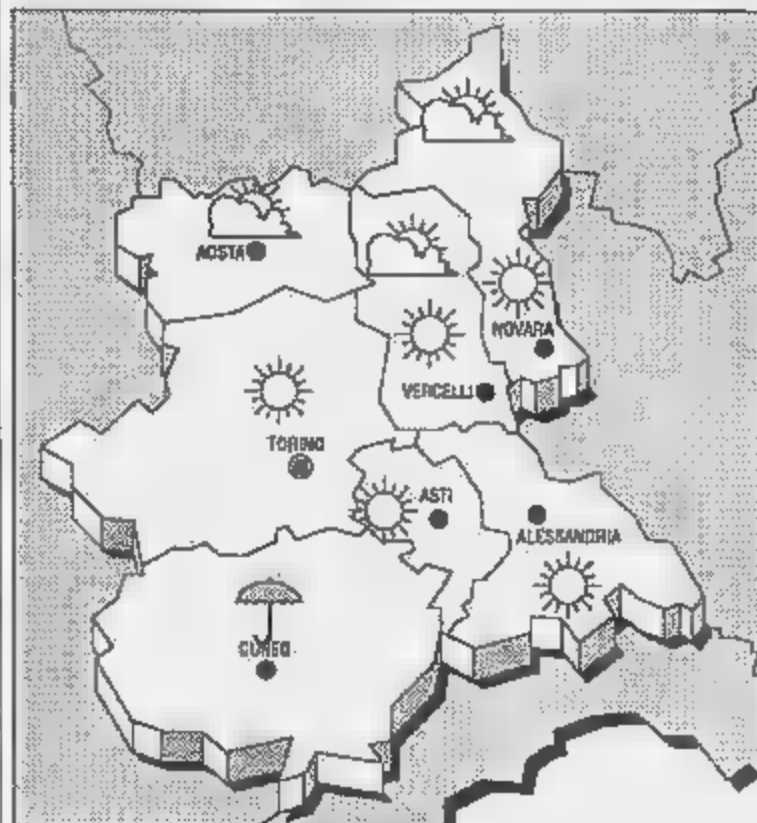 AOSTA
NOVARA
VERCELLI
TORINO
ASTI
ALESSANDRIA
CUNEO